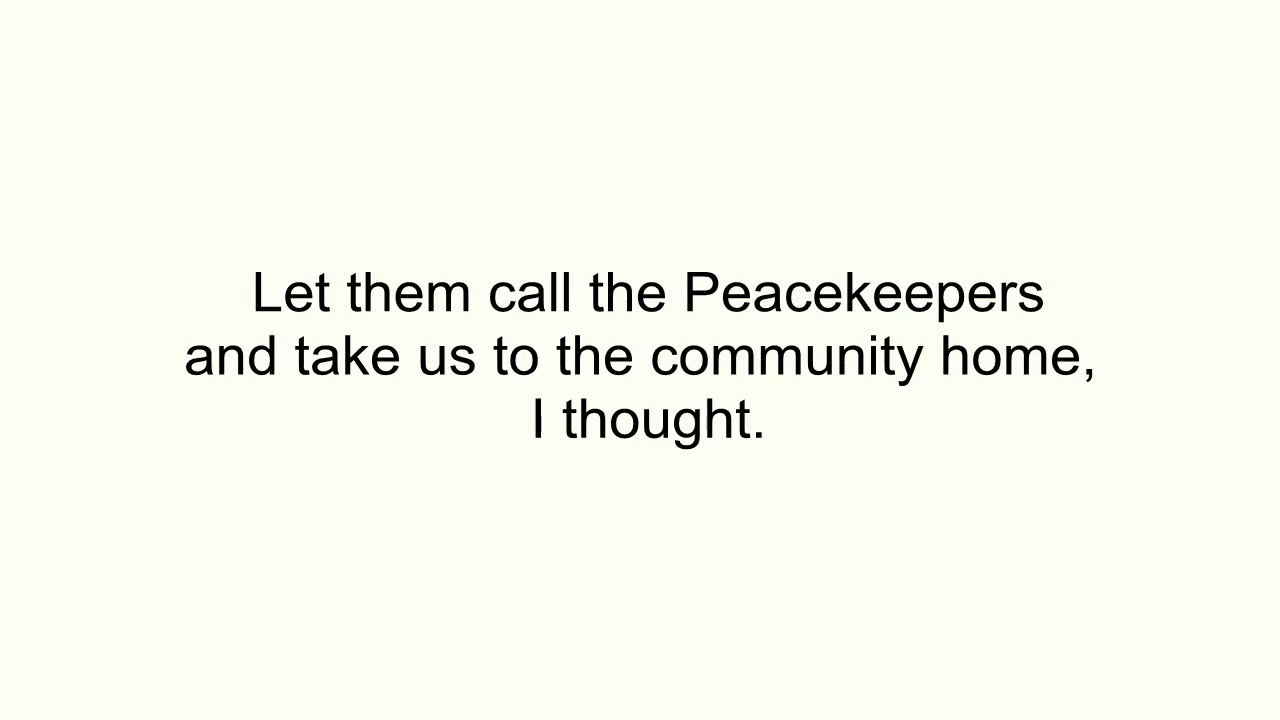 Let them call the Peacekeepers
and take us to the community home,
I thought.